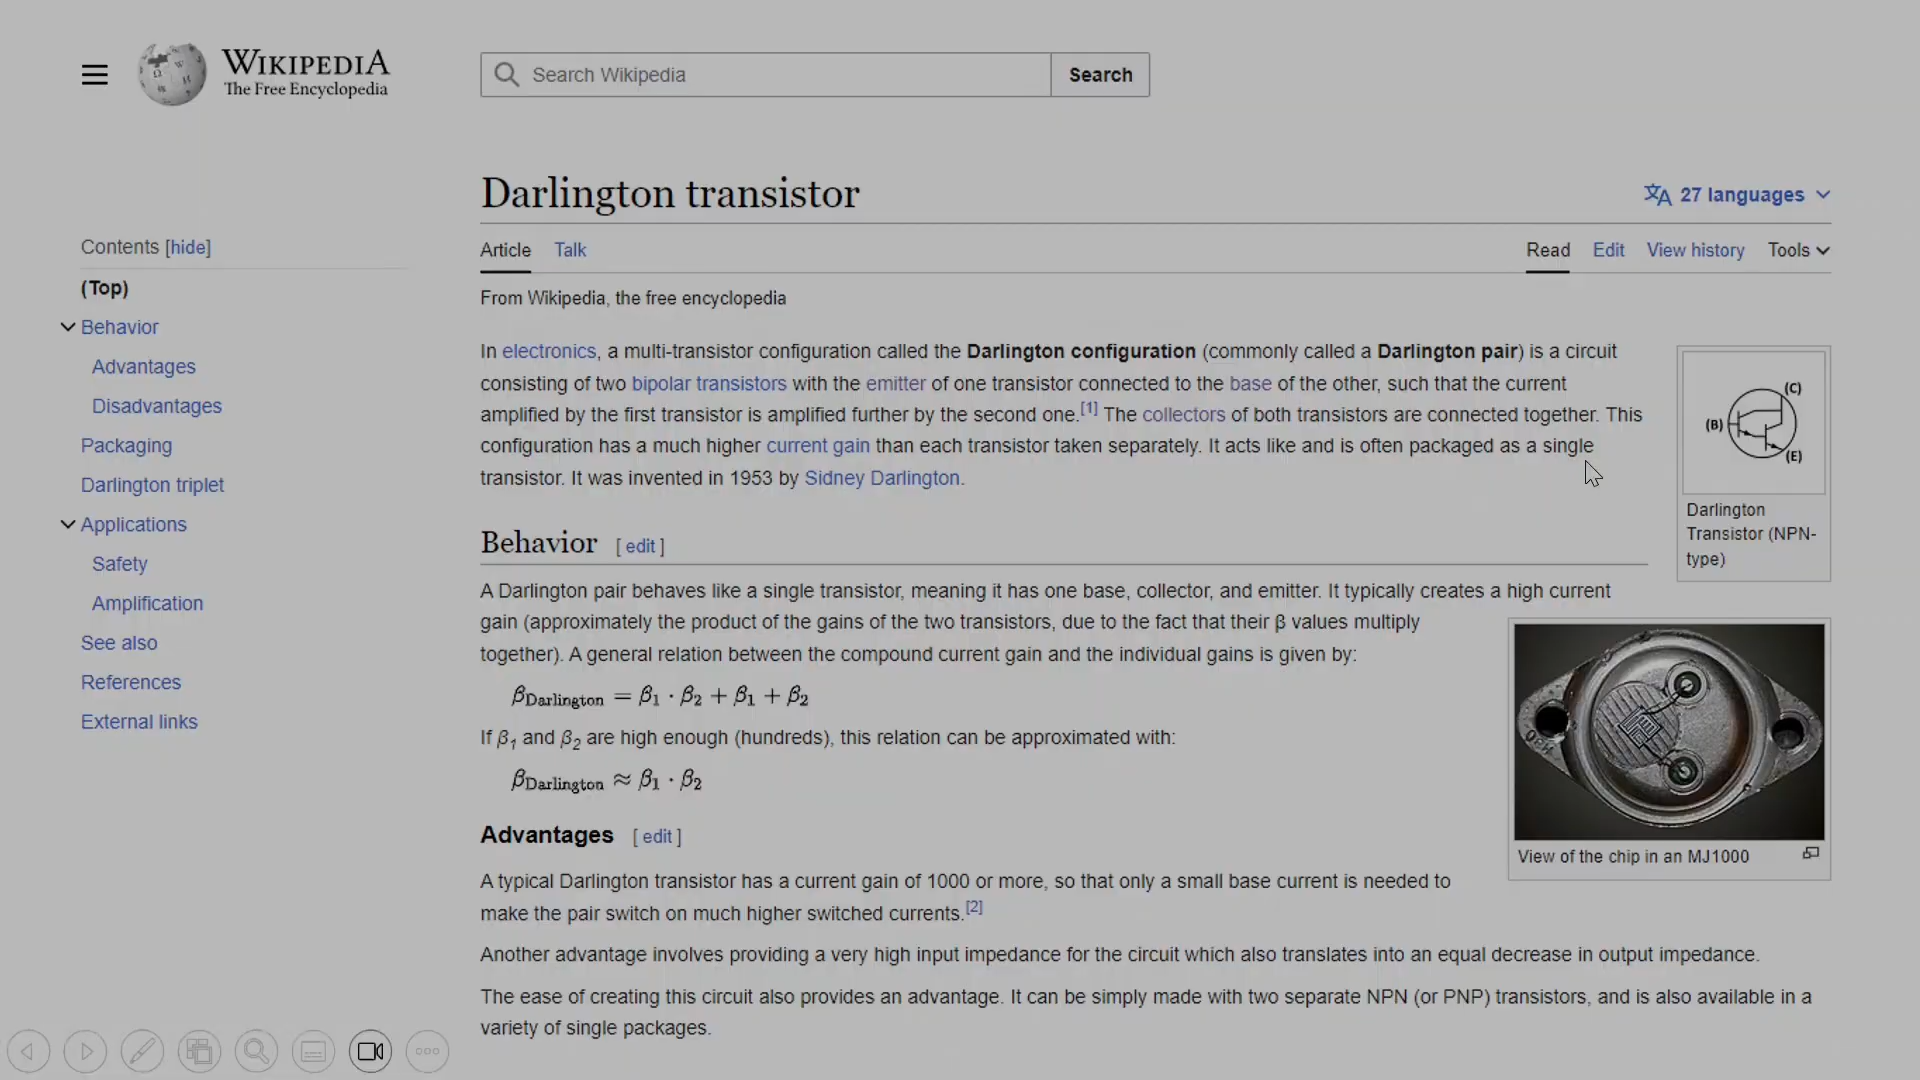 WIKIPEDIA
The Free Encyclopedia
Search Wikipedia
Search
Darlington transistor
27 languages
Contents [hide]
(Top)
Behavior
Advantages
Disadvantages
Packaging
Darlington triplet
Applications
Safety
Amplification
See also
References
External links
Article Talk
Read Edit View history Tools
From Wikipedia, the free encyclopedia
In electronics, a multi-transistor configuration called the Darlington configuration (commonly called a Darlington pair) is a circuit
consisting of two bipolar transistors with the emitter of one transistor connected to the base of the other, such that the current
amplified by the first transistor is amplified further by the second one.[1] The collectors of both transistors are connected together. This
configuration has a much higher current gain than each transistor taken separately. It acts like and is often packaged as a single
transistor. It was invented in 1953 by Sidney Darlington.
(C)
(B)
(E)
Darlington
Transistor (NPN-
type)
Behavior [ edit ]
A Darlington pair behaves like a single transistor, meaning it has one base, collector, and emitter. It typically creates a high current
gain (approximately the product of the gains of the two transistors, due to the fact that their β values multiply
together). A general relation between the compound current gain and the individual gains is given by:
β_Darlington = β₁ · β₂ + β₁ + β₂
If β₁ and β₂ are high enough (hundreds), this relation can be approximated with:
β_Darlington ≈ β₁ · β₂
View of the chip in an MJ1000
Advantages [ edit ]
A typical Darlington transistor has a current gain of 1000 or more, so that only a small base current is needed to
make the pair switch on much higher switched currents.[2]
Another advantage involves providing a very high input impedance for the circuit which also translates into an equal decrease in output impedance.
The ease of creating this circuit also provides an advantage. It can be simply made with two separate NPN (or PNP) transistors, and is also available in a
variety of single packages.